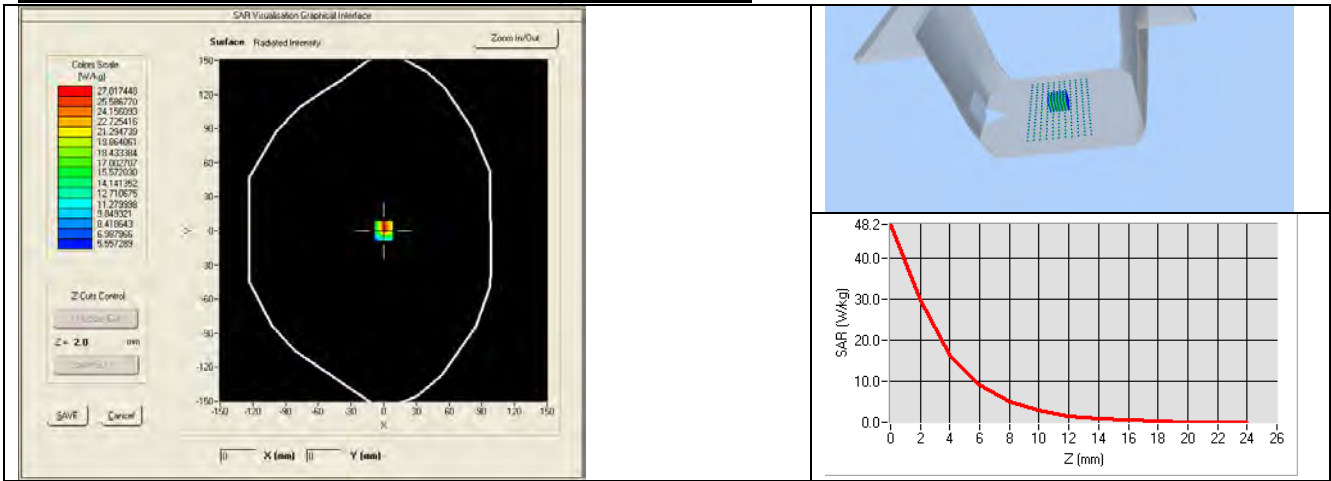 SAR Visualisation Graphical Interface
Surface Radiated Intensity
Zoom In/Out
Colors Scale
(W/kg)
27.017448
25.586770
24.156093
22.725416
21.294739
19.864061
18.433384
17.002707
15.572030
14.141352
12.710675
11.279998
9.849321
8.418643
6.987966
5.557289
150-
120-
90-
60-
30-
0-
30-
-60-
-90-
-120-
-150-
Y
-150 -120 -90 -60 -30 0 30 60 90 120 150
X
Z Cuts Control
Z = 2.0 mm
SAVE Cancel
0 X (mm) 0 Y (mm)
48.2-
40.0-
30.0-
20.0-
10.0-
0.0-
SAR (W/kg)
0 2 4 6 8 10 12 14 16 18 20 22 24 26
Z (mm)